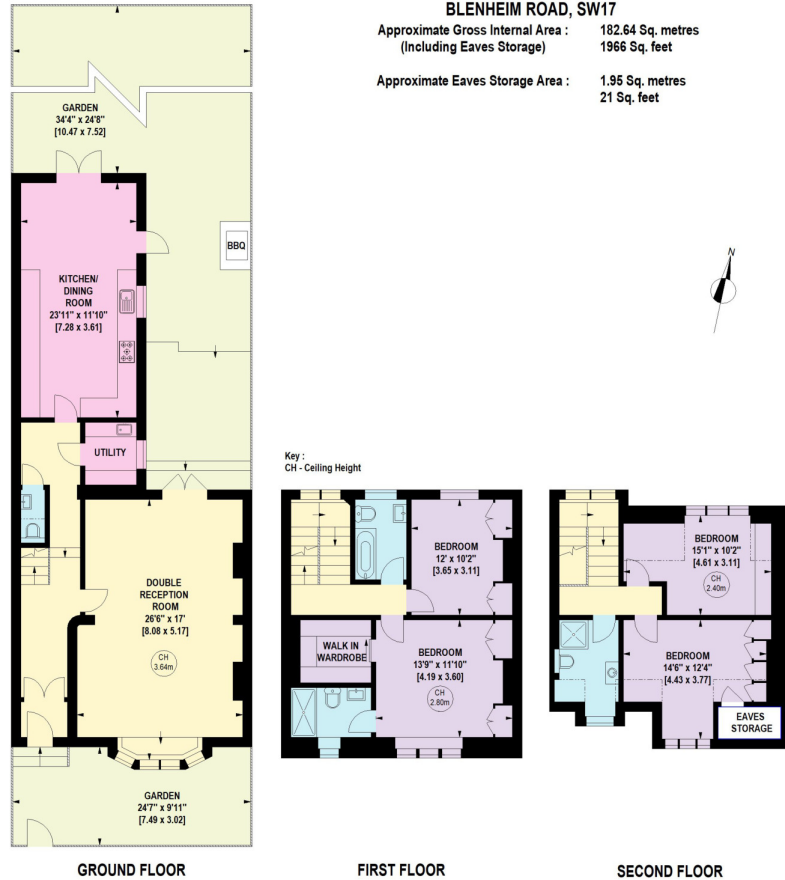 BLENHEIM ROAD, SW17
Approximate Gross Internal Area : 182.64 Sq. metres
(Including Eaves Storage) 1966 Sq. feet
Approximate Eaves Storage Area : 1.95 Sq. metres
21 Sq. feet
GARDEN
34'4" x 24'8"
[10.47 x 7.52]
BBQ
N
KITCHEN/
DINING
ROOM
23'11" x 11'10"
[7.28 x 3.61]
UTILITY
Key :
CH - Ceiling Height
DOUBLE
RECEPTION
ROOM
26'6" x 17'
[8.08 x 5.17]
CH
3.64m
GARDEN
24'7" x 9'11"
[7.49 x 3.02]
GROUND FLOOR
BEDROOM
12' x 10'2"
[3.65 x 3.11]
WALK IN
WARDROBE
BEDROOM
13'9" x 11'10"
[4.19 x 3.60]
CH
2.80m
FIRST FLOOR
BEDROOM
15'1" x 10'2"
[4.61 x 3.11]
CH
2.40m
BEDROOM
14'6" x 12'4"
[4.43 x 3.77]
EAVES
STORAGE
SECOND FLOOR